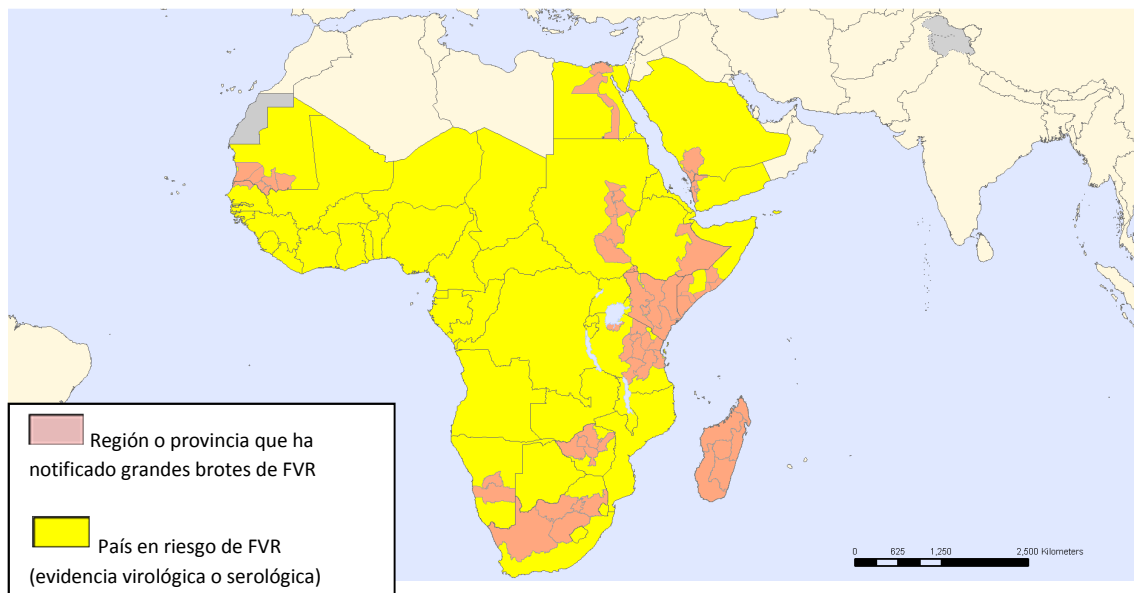 Región o provincia que ha
notificado grandes brotes de FVR
País en riesgo de FVR
(evidencia virológica o serológica)
0 625 1,250 2,500 Kilometers